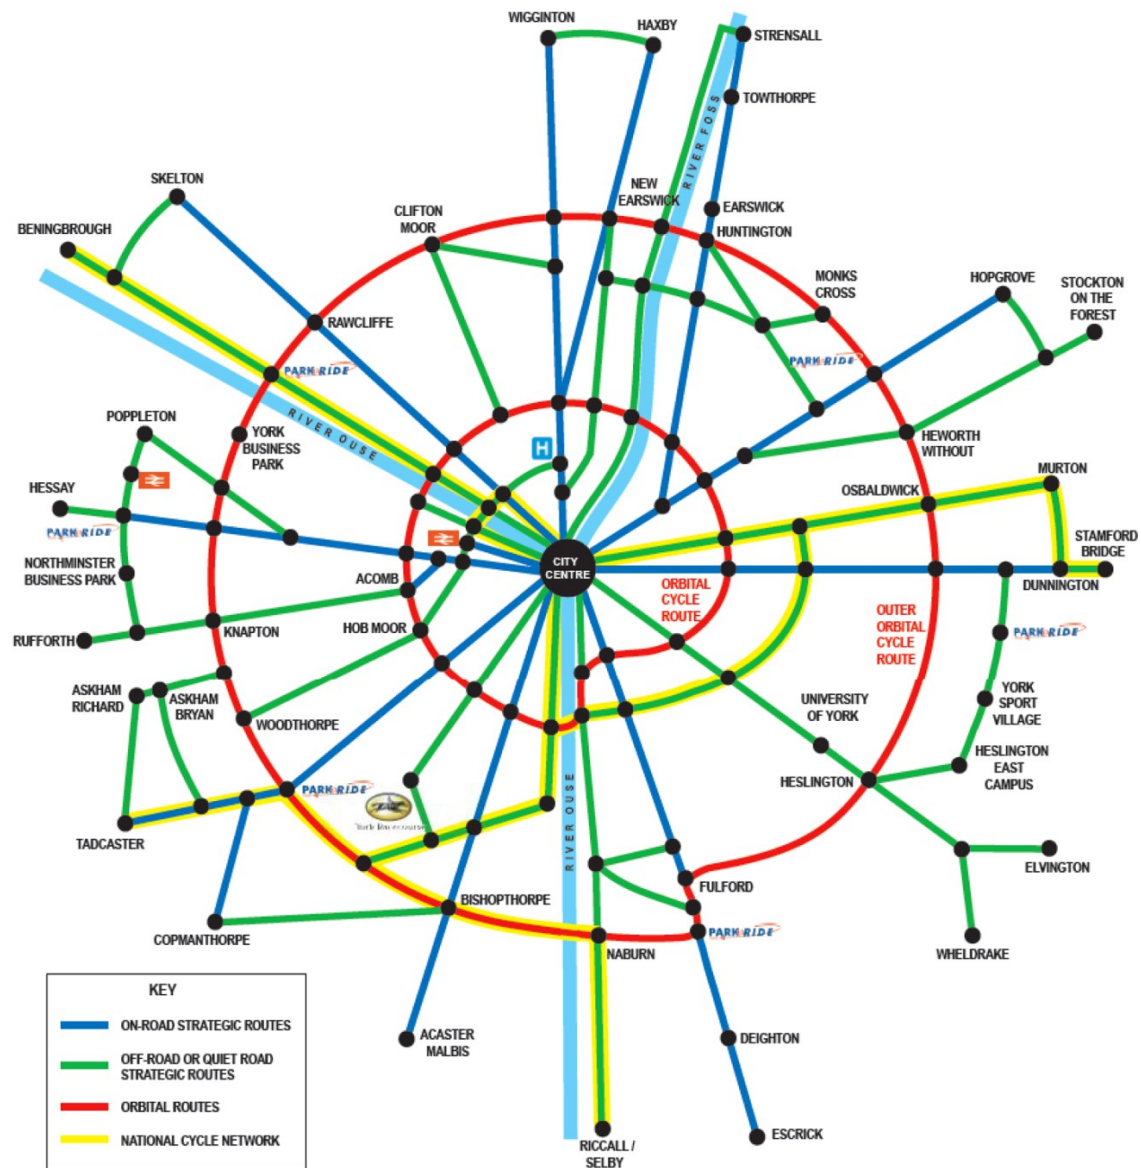 WIGGINTON
HAXBY
STRENSALL
TOWTHORPE
RIVER FOSS
SKELTON
NEW
EARSWICK
EARSWICK
BENINGBROUGH
CLIFTON
MOOR
HUNTINGTON
MONKS
CROSS
HOPGROVE
STOCKTON
ON THE
FOREST
RAWCLIFFE
PARK RIDE
PARK RIDE
RIVER OUSE
POPPLETON
YORK
BUSINESS
PARK
H
HEWORTH
WITHOUT
MURTON
HESSAY
OSBALDWICK
PARK RIDE
STAMFORD
BRIDGE
NORTHMINSTER
BUSINESS PARK
CITY
CENTRE
ACOMB
ORBITAL
CYCLE
ROUTE
DUNNINGTON
OUTER
ORBITAL
CYCLE
ROUTE
RUFFORTH
KNAPTON
HOB MOOR
PARK RIDE
ASKHAM
RICHARD
ASKHAM
BRYAN
WOODTHORPE
UNIVERSITY
OF YORK
YORK
SPORT
VILLAGE
HESLINGTON
HESLINGTON
EAST
CAMPUS
PARK RIDE
York Racecourse
TADCASTER
RIVER OUSE
ELVINGTON
FULFORD
BISHOPTHORPE
COPMANTHORPE
PARK RIDE
NABURN
WHELDRAKE
KEY
ON-ROAD STRATEGIC ROUTES
OFF-ROAD OR QUIET ROAD
STRATEGIC ROUTES
ORBITAL ROUTES
NATIONAL CYCLE NETWORK
ACASTER
MALBIS
DEIGHTON
ESCRICK
RICCALL /
SELBY